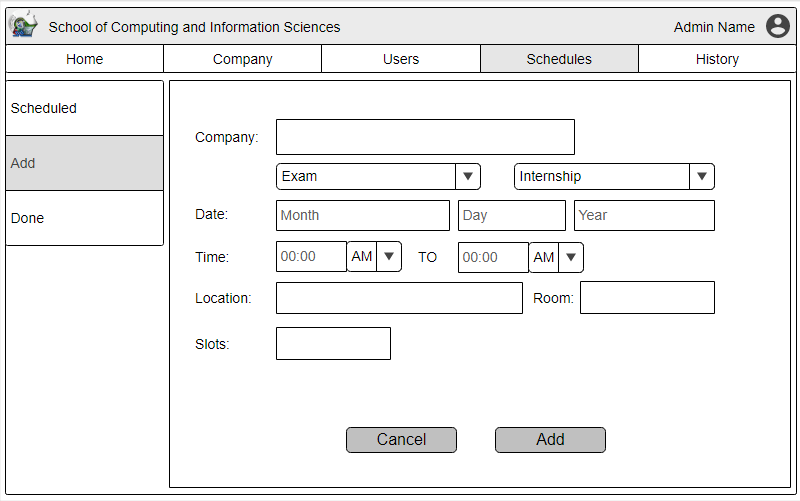 School of Computing and Information Sciences Admin Name
Home Company Users Schedules History
Scheduled
Add
Done
Company:
Exam Internship
Date: Month Day Year
Time: 00:00 AM TO 00:00 AM
Location: Room:
Slots:
Cancel Add